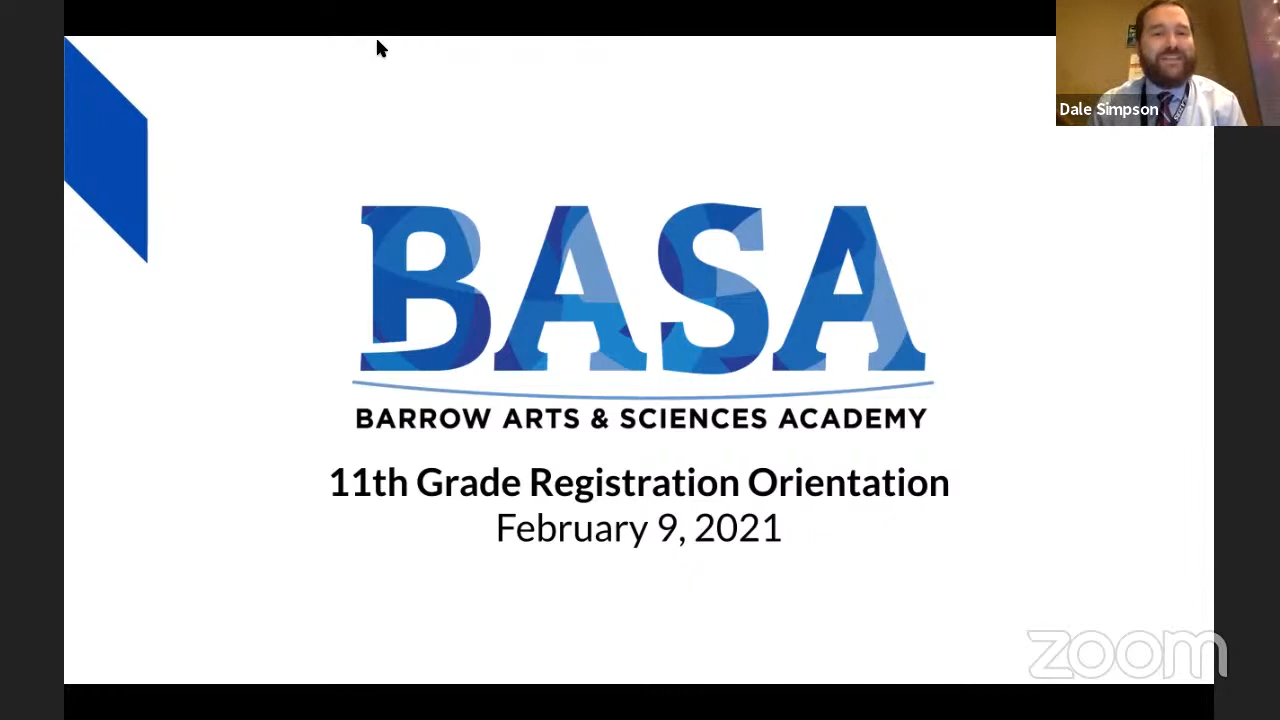 Dale Simpson
BASA
BARROW ARTS & SCIENCES ACADEMY
11th Grade Registration Orientation
February 9, 2021
zoom